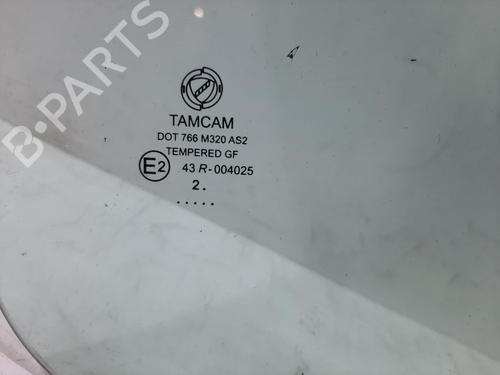 B-PARTS
TAMCAM
DOT 766 M320 AS2
TEMPERED GF
E2 43 R-004025
2.
.....